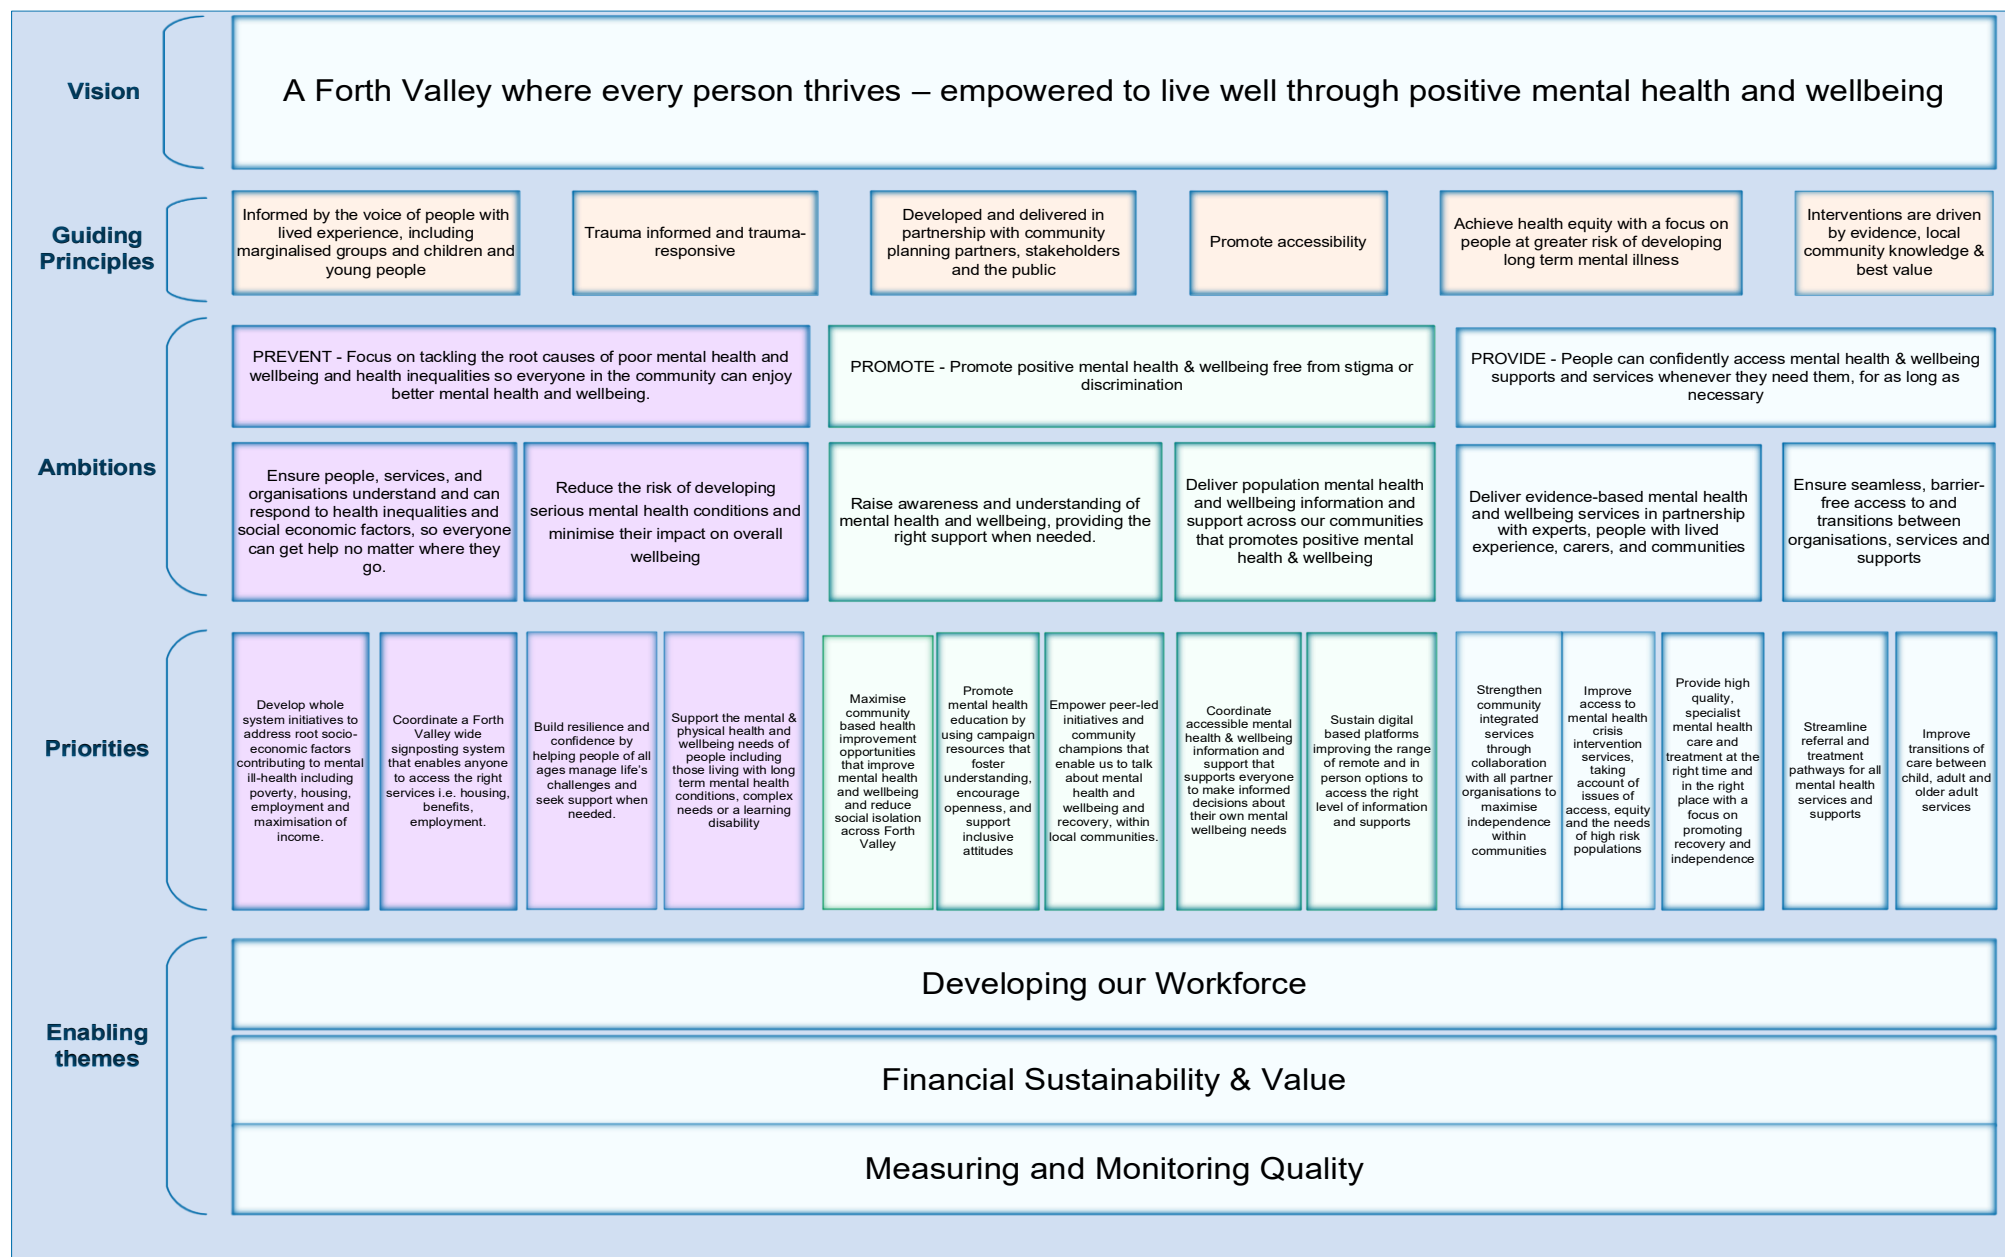 Vision
A Forth Valley where every person thrives – empowered to live well through positive mental health and wellbeing
Guiding
Principles
Informed by the voice of people with
lived experience, including
marginalised groups and children and
young people
Trauma informed and trauma-
responsive
Developed and delivered in
partnership with community
planning partners, stakeholders
and the public
Promote accessibility
Achieve health equity with a focus on
people at greater risk of developing
long term mental illness
Interventions are driven
by evidence, local
community knowledge &
best value
Ambitions
PREVENT - Focus on tackling the root causes of poor mental health and
wellbeing and health inequalities so everyone in the community can enjoy
better mental health and wellbeing.
PROMOTE - Promote positive mental health & wellbeing free from stigma or
discrimination
PROVIDE - People can confidently access mental health & wellbeing
supports and services whenever they need them, for as long as
necessary
Ensure people, services, and
organisations understand and can
respond to health inequalities and
social economic factors, so everyone
can get help no matter where they
go.
Reduce the risk of developing
serious mental health conditions and
minimise their impact on overall
wellbeing
Raise awareness and understanding of
mental health and wellbeing, providing the
right support when needed.
Deliver population mental health
and wellbeing information and
support across our communities
that promotes positive mental
health & wellbeing
Deliver evidence-based mental health
and wellbeing services in partnership
with experts, people with lived
experience, carers, and communities
Ensure seamless, barrier-
free access to and
transitions between
organisations, services and
supports
Priorities
Develop whole
system initiatives to
address root socio-
economic factors
contributing to mental
ill-health including
poverty, housing,
employment and
maximisation of
income.
Coordinate a Forth
Valley wide
signposting system
that enables anyone
to access the right
services i.e. housing,
benefits,
employment.
Build resilience and
confidence by
helping people of all
ages manage life's
challenges and
seek support when
needed.
Support the mental &
physical health and
wellbeing needs of
people including
those living with long
term mental health
conditions, complex
needs or a learning
disability
Maximise
community
based health
improvement
opportunities
that improve
mental health
and wellbeing
and reduce
social isolation
across Forth
Valley
Promote
mental health
education by
using campaign
resources that
foster
understanding,
encourage
openness, and
support
inclusive
attitudes
Empower peer-led
initiatives and
community
champions that
enable us to talk
about mental
health and
wellbeing and
recovery, within
local communities.
Coordinate
accessible mental
health & wellbeing
information and
support that
supports everyone
to make informed
decisions about
their own mental
wellbeing needs
Sustain digital
based platforms
improving the range
of remote and in
person options to
access the right
level of information
and supports
Strengthen
community
integrated
services
through
collaboration
with all partner
organisations to
maximise
independence
within
communities
Improve
access to
mental health
crisis
intervention
services,
taking
account of
issues of
access, equity
and the needs
of high risk
populations
Provide high
quality,
specialist
mental health
care and
treatment at the
right time and
in the right
place with a
focus on
promoting
recovery and
independence
Streamline
referral and
treatment
pathways for all
mental health
services and
supports
Improve
transitions of
care between
child, adult and
older adult
services
Enabling
themes
Developing our Workforce
Financial Sustainability & Value
Measuring and Monitoring Quality